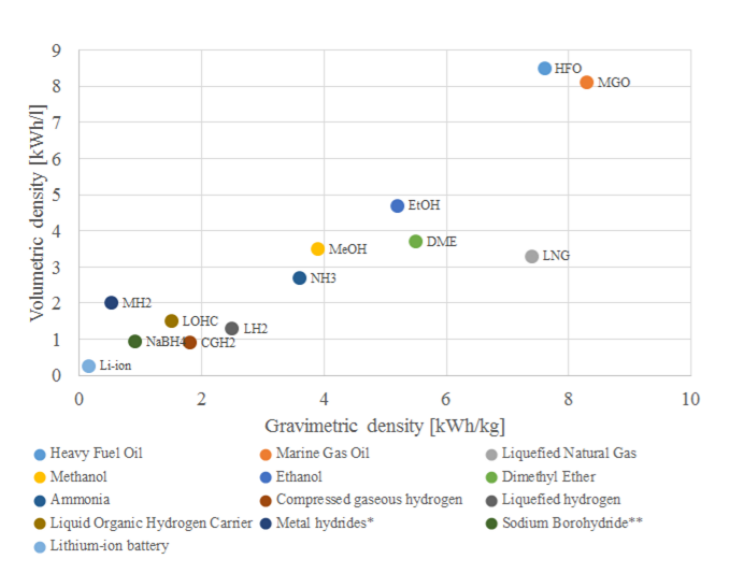 9
HFO
8
MGO
7
6
5
EtOH
4
DME
MeOH
LNG
3
NH3
2
MH2
LOHC
LH2
1
NaBH4
CGH2
Li-ion
0
0 2 4 6 8 10
Volumetric density [kWh/l]
Gravimetric density [kWh/kg]
Heavy Fuel Oil Marine Gas Oil Liquefied Natural Gas
Methanol Ethanol Dimethyl Ether
Ammonia Compressed gaseous hydrogen Liquefied hydrogen
Liquid Organic Hydrogen Carrier Metal hydrides* Sodium Borohydride**
Lithium-ion battery